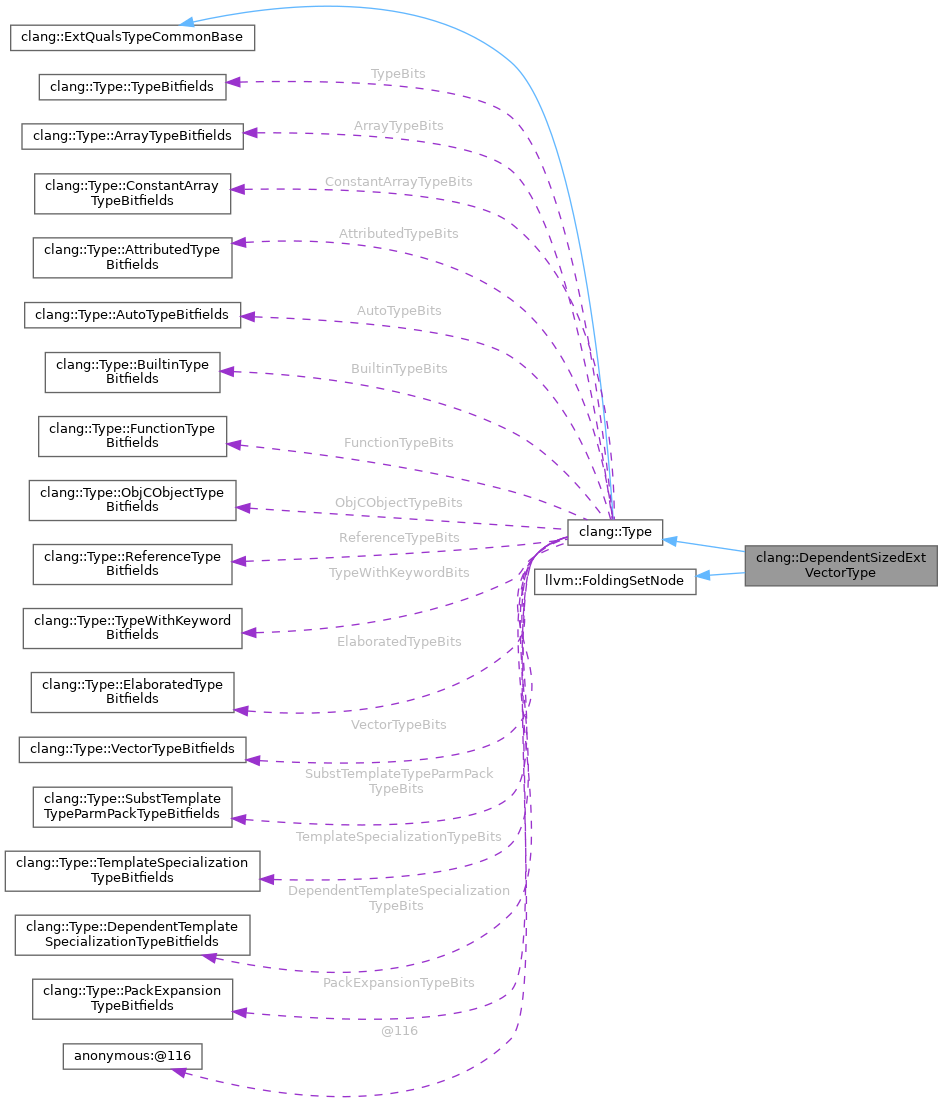 clang::ExtQualsTypeCommonBase
TypeBits
clang::Type::TypeBitfields
ArrayTypeBits
clang::Type::ArrayTypeBitfields
ConstantArrayTypeBits
clang::Type::ConstantArray
TypeBitfields
AttributedTypeBits
clang::Type::AttributedType
Bitfields
AutoTypeBits
clang::Type::AutoTypeBitfields
BuiltinTypeBits
clang::Type::BuiltinType
Bitfields
FunctionTypeBits
clang::Type::FunctionType
Bitfields
ObjCObjectTypeBits
clang::Type::ObjCObjectType
Bitfields
clang::Type
ReferenceTypeBits
clang::Type::ReferenceType
Bitfields
clang::DependentSizedExt
VectorType
TypeWithKeywordBits
llvm::FoldingSetNode
clang::Type::TypeWithKeyword
Bitfields
ElaboratedTypeBits
clang::Type::ElaboratedType
Bitfields
VectorTypeBits
clang::Type::VectorTypeBitfields
SubstTemplateTypeParmPack
TypeBits
clang::Type::SubstTemplate
TypeParmPackTypeBitfields
TemplateSpecializationTypeBits
clang::Type::TemplateSpecialization
TypeBitfields
DependentTemplateSpecialization
TypeBits
clang::Type::DependentTemplate
SpecializationTypeBitfields
PackExpansionTypeBits
clang::Type::PackExpansion
TypeBitfields
@116
anonymous:@116